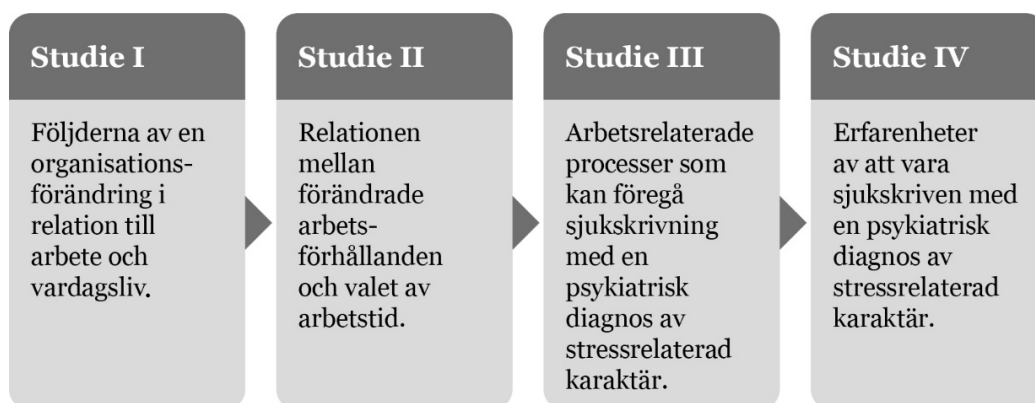 Studie I
Följderna av en
organisations-
förändring i
relation till
arbete och
vardagsliv.
Studie II
Relationen
mellan
förändrade
arbets-
förhållanden
och valet av
arbetstid.
Studie III
Arbetsrelaterade
processer som
kan föregå
sjukskrivning
med en
psykiatrisk
diagnos av
stressrelaterad
karaktär.
Studie IV
Erfarenheter
av att vara
sjukskriven med
en psykiatrisk
diagnos av
stressrelaterad
karaktär.